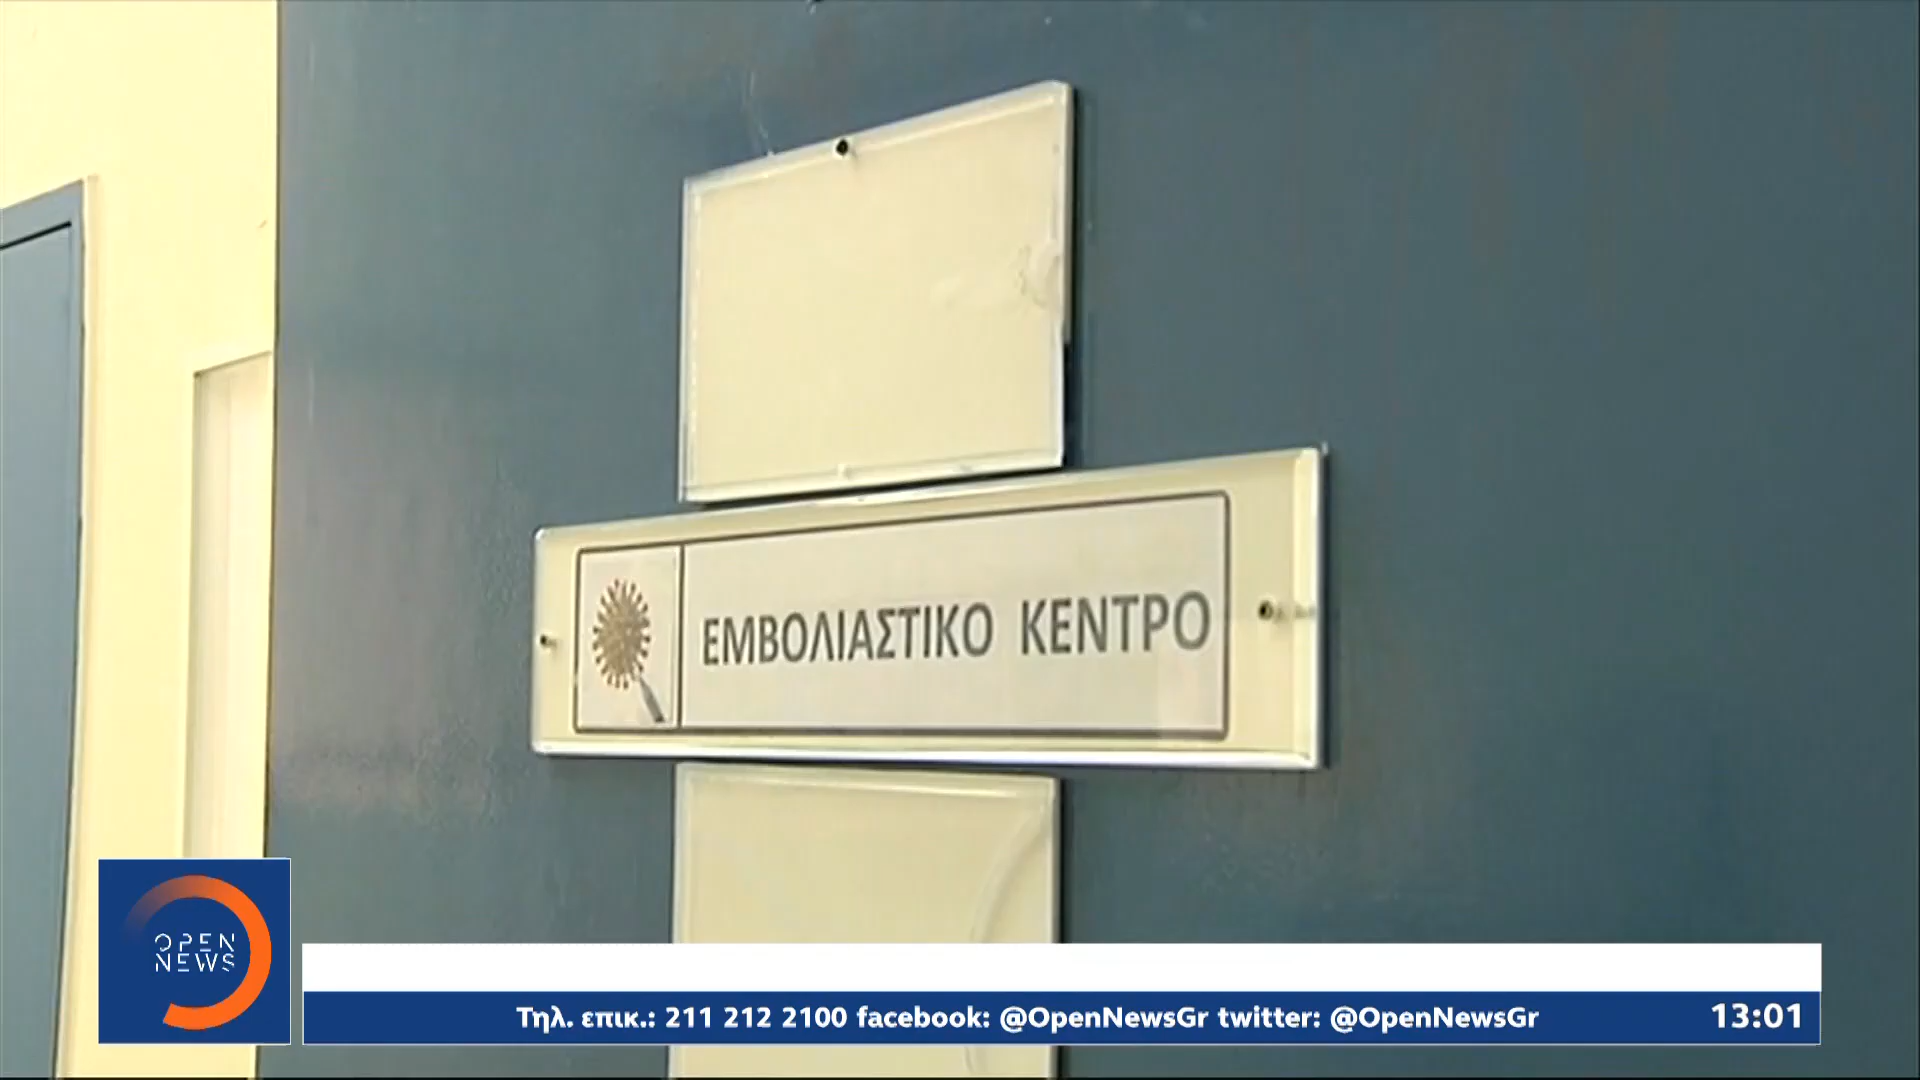 ΕΜΒΟΛΙΑΣΤΙΚΟ ΚΕΝΤΡΟ
OPEN
NEWS
Τηλ. επικ.: 211 212 2100 facebook: @OpenNewsGr twitter: @OpenNewsGr 13:01